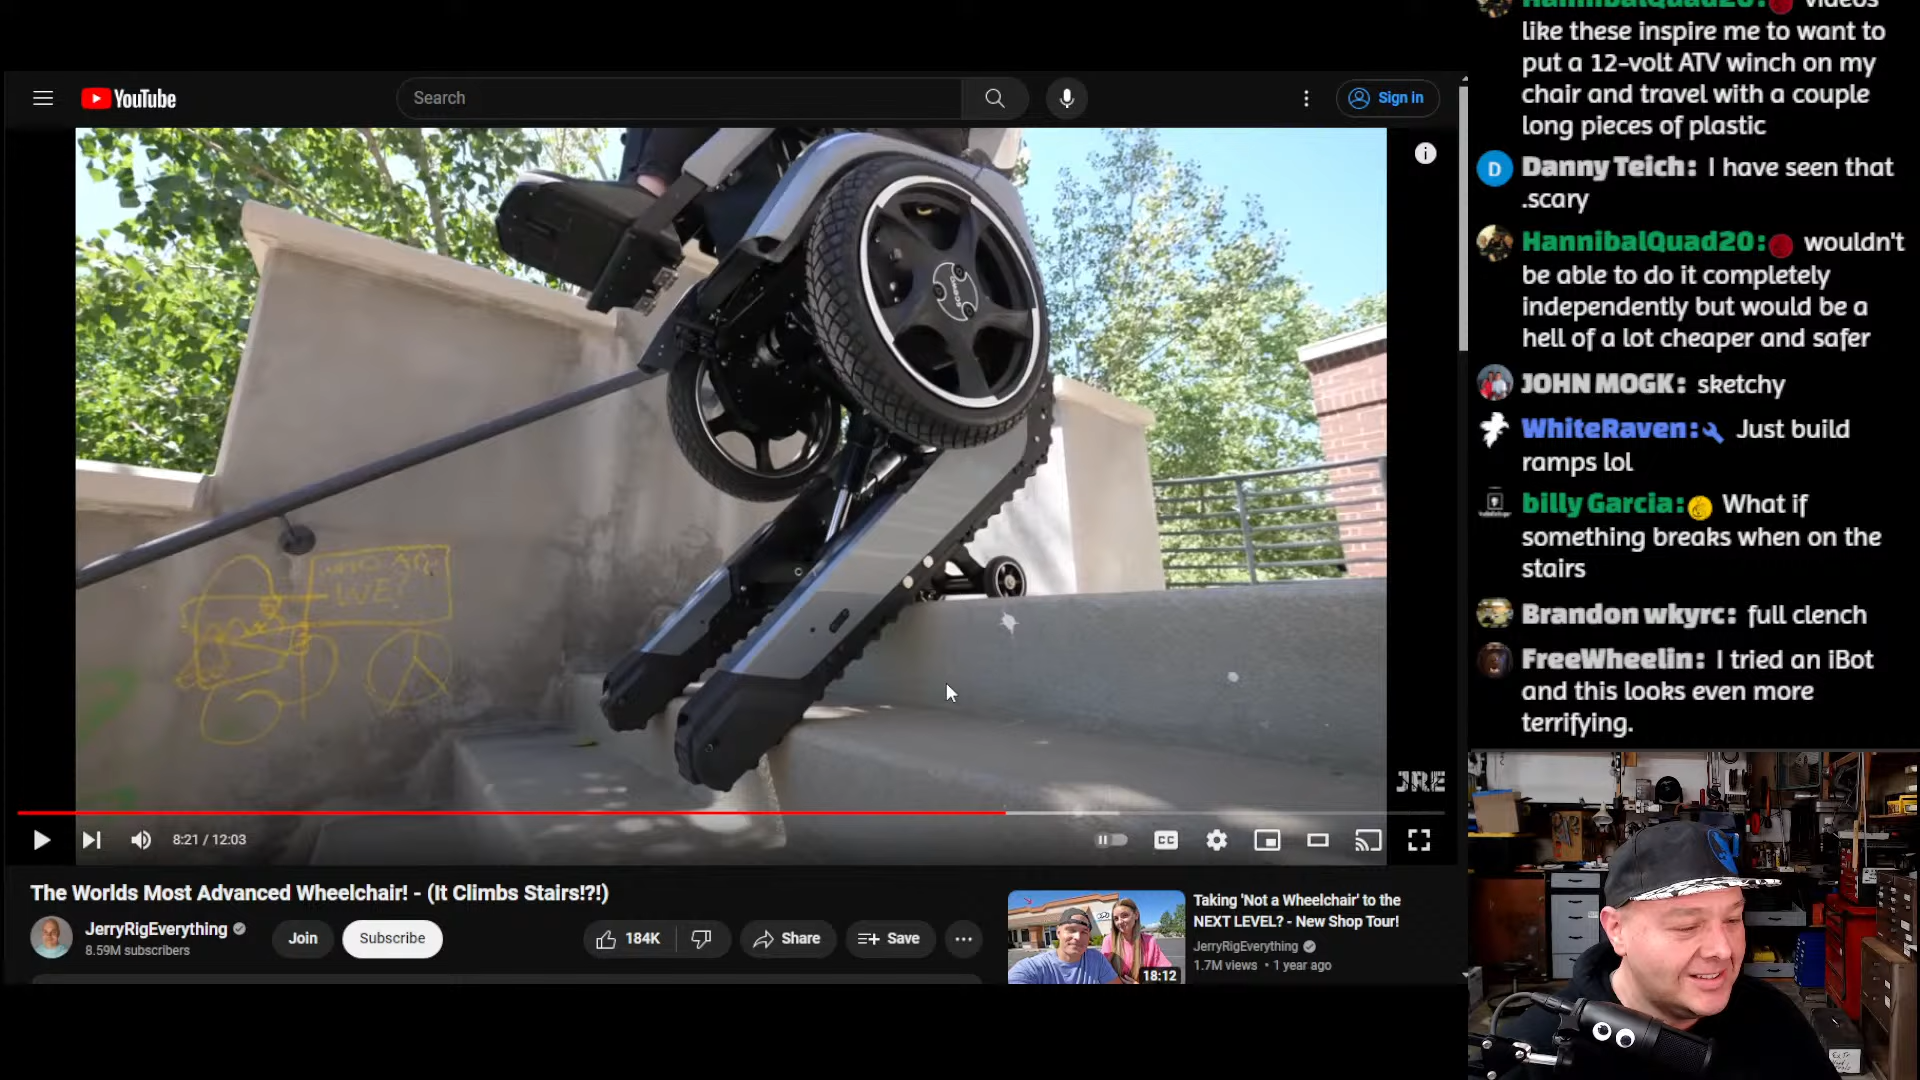 YouTube
Search
Sign in
WE?
JRE
8:21 / 12:03
CC
The Worlds Most Advanced Wheelchair! - (It Climbs Stairs!?!)
JerryRigEverything
8.59M subscribers
Join
Subscribe
184K
Share
Save
Taking 'Not a Wheelchair' to the
NEXT LEVEL? - New Shop Tour!
JerryRigEverything
1.7M views • 1 year ago
18:12
HannibalQuad20: videos
like these inspire me to want to
put a 12-volt ATV winch on my
chair and travel with a couple
long pieces of plastic
D
Danny Teich: I have seen that
.scary
HannibalQuad20: wouldn't
be able to do it completely
independently but would be a
hell of a lot cheaper and safer
JOHN MOGK: sketchy
WhiteRaven: Just build
ramps lol
billy Garcia: What if
something breaks when on the
stairs
Brandon wkyrc: full clench
FreeWheelin: I tried an iBot
and this looks even more
terrifying.